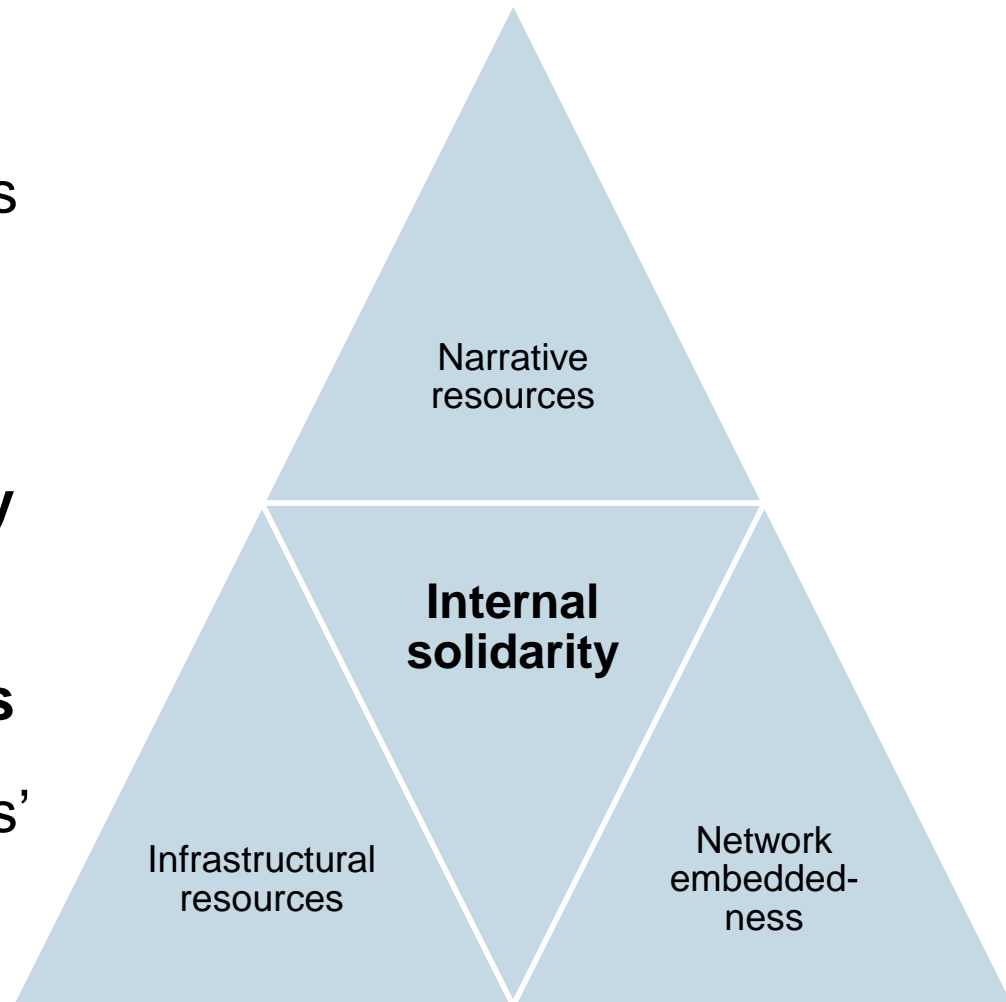 s
Narrative
resources
y
Internal
solidarity
s
s’
Infrastructural
resources
Network
embedded-
ness